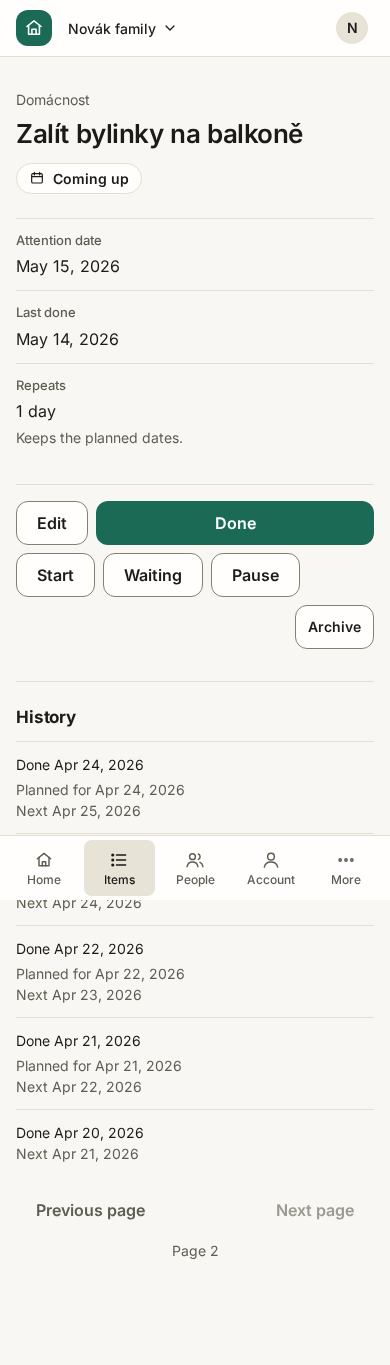 Novák family
N
Domácnost
Zalít bylinky na balkoně
Coming up
Attention date
May 15, 2026
Last done
May 14, 2026
Repeats
1 day
Keeps the planned dates.
Edit
Done
Start
Waiting
Pause
Archive
History
Done Apr 24, 2026
Planned for Apr 24, 2026
Next Apr 25, 2026
Home
Items
People
Account
More
Next Apr 24, 2026
Done Apr 22, 2026
Planned for Apr 22, 2026
Next Apr 23, 2026
Done Apr 21, 2026
Planned for Apr 21, 2026
Next Apr 22, 2026
Done Apr 20, 2026
Next Apr 21, 2026
Previous page
Next page
Page 2